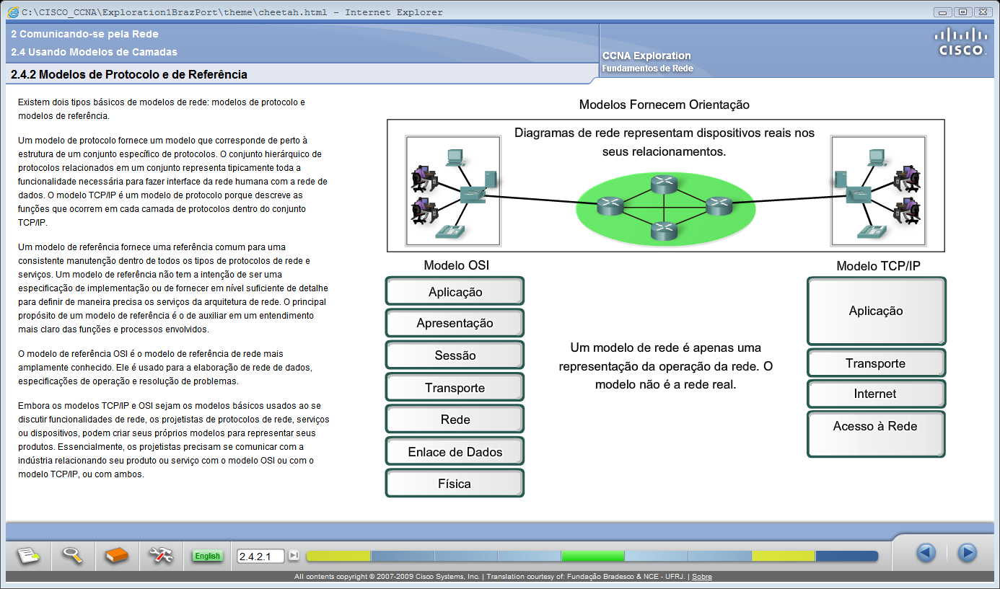 C:\CISCO_CCNA\Exploration1BrazPort\theme\cheetah.html - Internet Explorer
2 Comunicando-se pela Rede
2.4 Usando Modelos de Camadas
CCNA Exploration
Fundamentos de Rede
CISCO
2.4.2 Modelos de Protocolo e de Referência
Existem dois tipos básicos de modelos de rede: modelos de protocolo e
modelos de referência.
Um modelo de protocolo fornece um modelo que corresponde de perto à
estrutura de um conjunto específico de protocolos. O conjunto hierárquico de
protocolos relacionados em um conjunto representa tipicamente toda a
funcionalidade necessária para fazer interface da rede humana com a rede de
dados. O modelo TCP/IP é um modelo de protocolo porque descreve as
funções que ocorrem em cada camada de protocolos dentro do conjunto
TCP/IP.
Um modelo de referência fornece uma referência comum para uma
consistente manutenção dentro de todos os tipos de protocolos de rede e
serviços. Um modelo de referência não tem a intenção de ser uma
especificação de implementação ou de fornecer em nível suficiente de detalhe
para definir de maneira precisa os serviços da arquitetura de rede. O principal
propósito de um modelo de referência é o de auxiliar em um entendimento
mais claro das funções e processos envolvidos.
O modelo de referência OSI é o modelo de referência de rede mais
amplamente conhecido. Ele é usado para a elaboração de rede de dados,
especificações de operação e resolução de problemas.
Embora os modelos TCP/IP e OSI sejam os modelos básicos usados ao se
discutir funcionalidades de rede, os projetistas de protocolos de rede, serviços
ou dispositivos, podem criar seus próprios modelos para representar seus
produtos. Essencialmente, os projetistas precisam se comunicar com a
indústria relacionando seu produto ou serviço com o modelo OSI ou com o
modelo TCP/IP, ou com ambos.
Modelos Fornecem Orientação
Diagramas de rede representam dispositivos reais nos
seus relacionamentos.
Modelo OSI
Aplicação
Apresentação
Sessão
Transporte
Rede
Enlace de Dados
Física
Um modelo de rede é apenas uma
representação da operação da rede. O
modelo não é a rede real.
Modelo TCP/IP
Aplicação
Transporte
Internet
Acesso à Rede
English
2.4.2.1
All contents copyright © 2007-2009 Cisco Systems, Inc. | Translation courtesy of: Fundação Bradesco & NCE - UFRJ. | Sobre